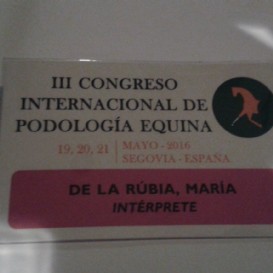 III CONGRESO
INTERNACIONAL DE
PODOLOGÍA EQUINA
19, 20, 21 | MAYO - 2016
SEGOVIA - ESPAÑA
DE LA RÚBIA, MARÍA
INTÉRPRETE